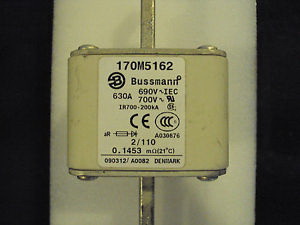 170M5162
Bussmann
630A 690V~IEC
700V~
IR700-200kA
aR
A030676
2/110
0.1453 mΩ(21°C)
090312/ A0082 DENMARK